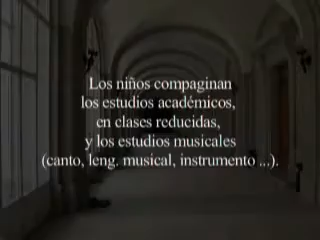 Los niños compaginan
los estudios académicos,
en clases reducidas,
y los estudios musicales
(canto, leng. musical, instrumento ...).